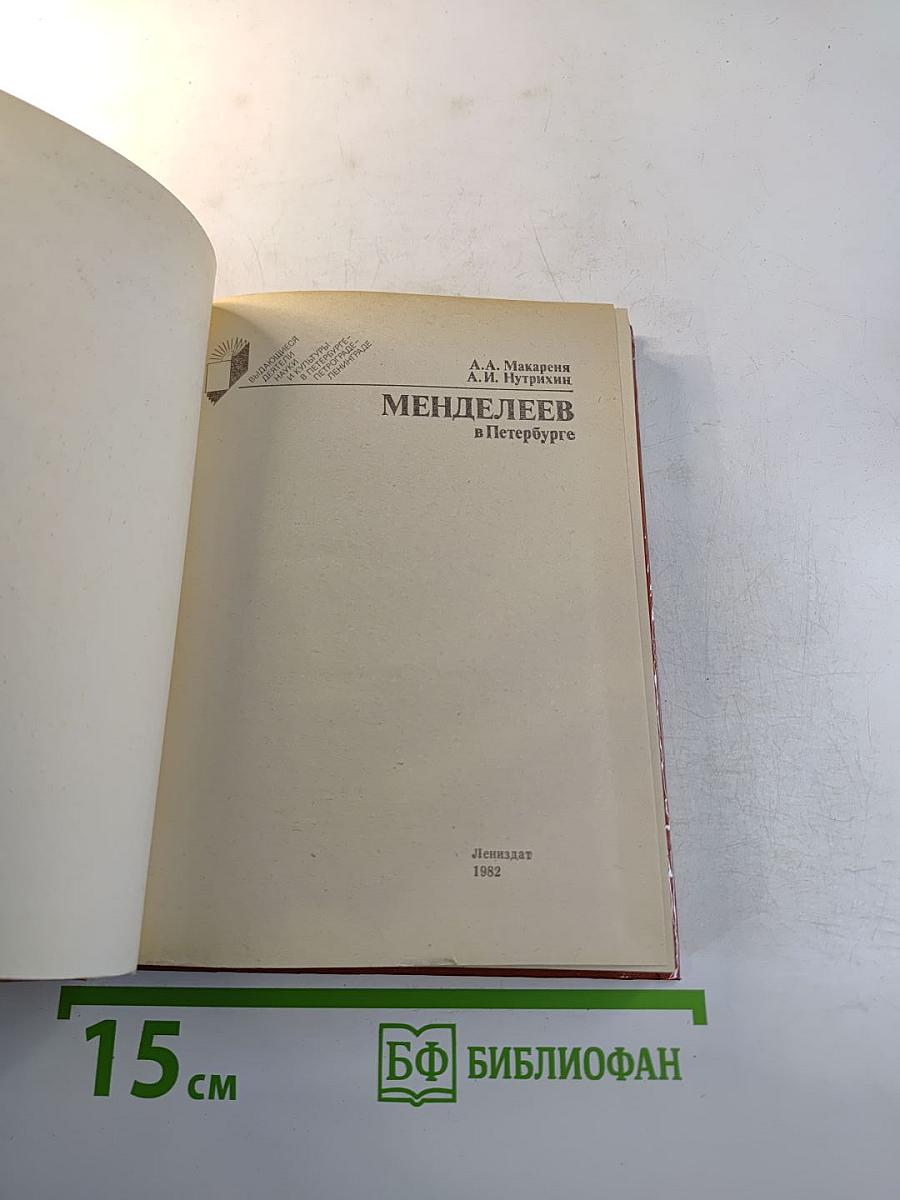 ВЫДАЮЩИЕСЯ
ДЕЯТЕЛИ
НАУКИ
И КУЛЬТУРЫ
В ПЕТЕРБУРГЕ–
ПЕТРОГРАДЕ–
ЛЕНИНГРАДЕ
А.А. Макареня
А.И. Нутрихин
МЕНДЕЛЕЕВ
в Петербурге
Лениздат
1982
15 см
БФ БИБЛИОФАН